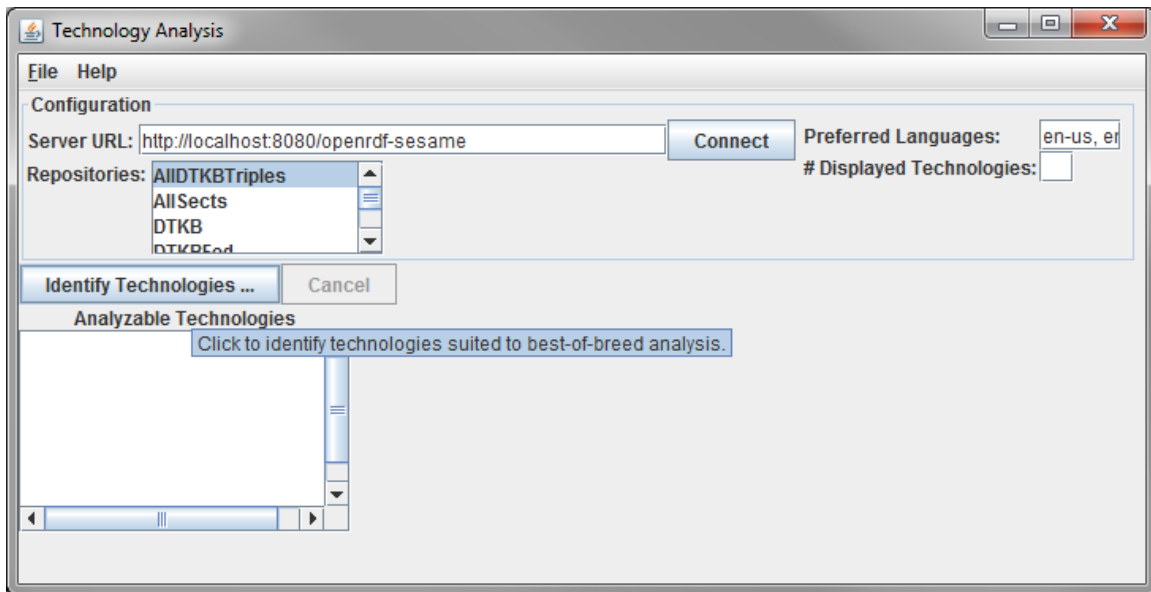 Technology Analysis
File Help
Configuration
Server URL: http://localhost:8080/openrdf-sesame Connect Preferred Languages: en-us, en
Repositories: AllDTKBTriples # Displayed Technologies:
AllSects
DTKB
DTKBFed
Identify Technologies ... Cancel
Analyzable Technologies
Click to identify technologies suited to best-of-breed analysis.